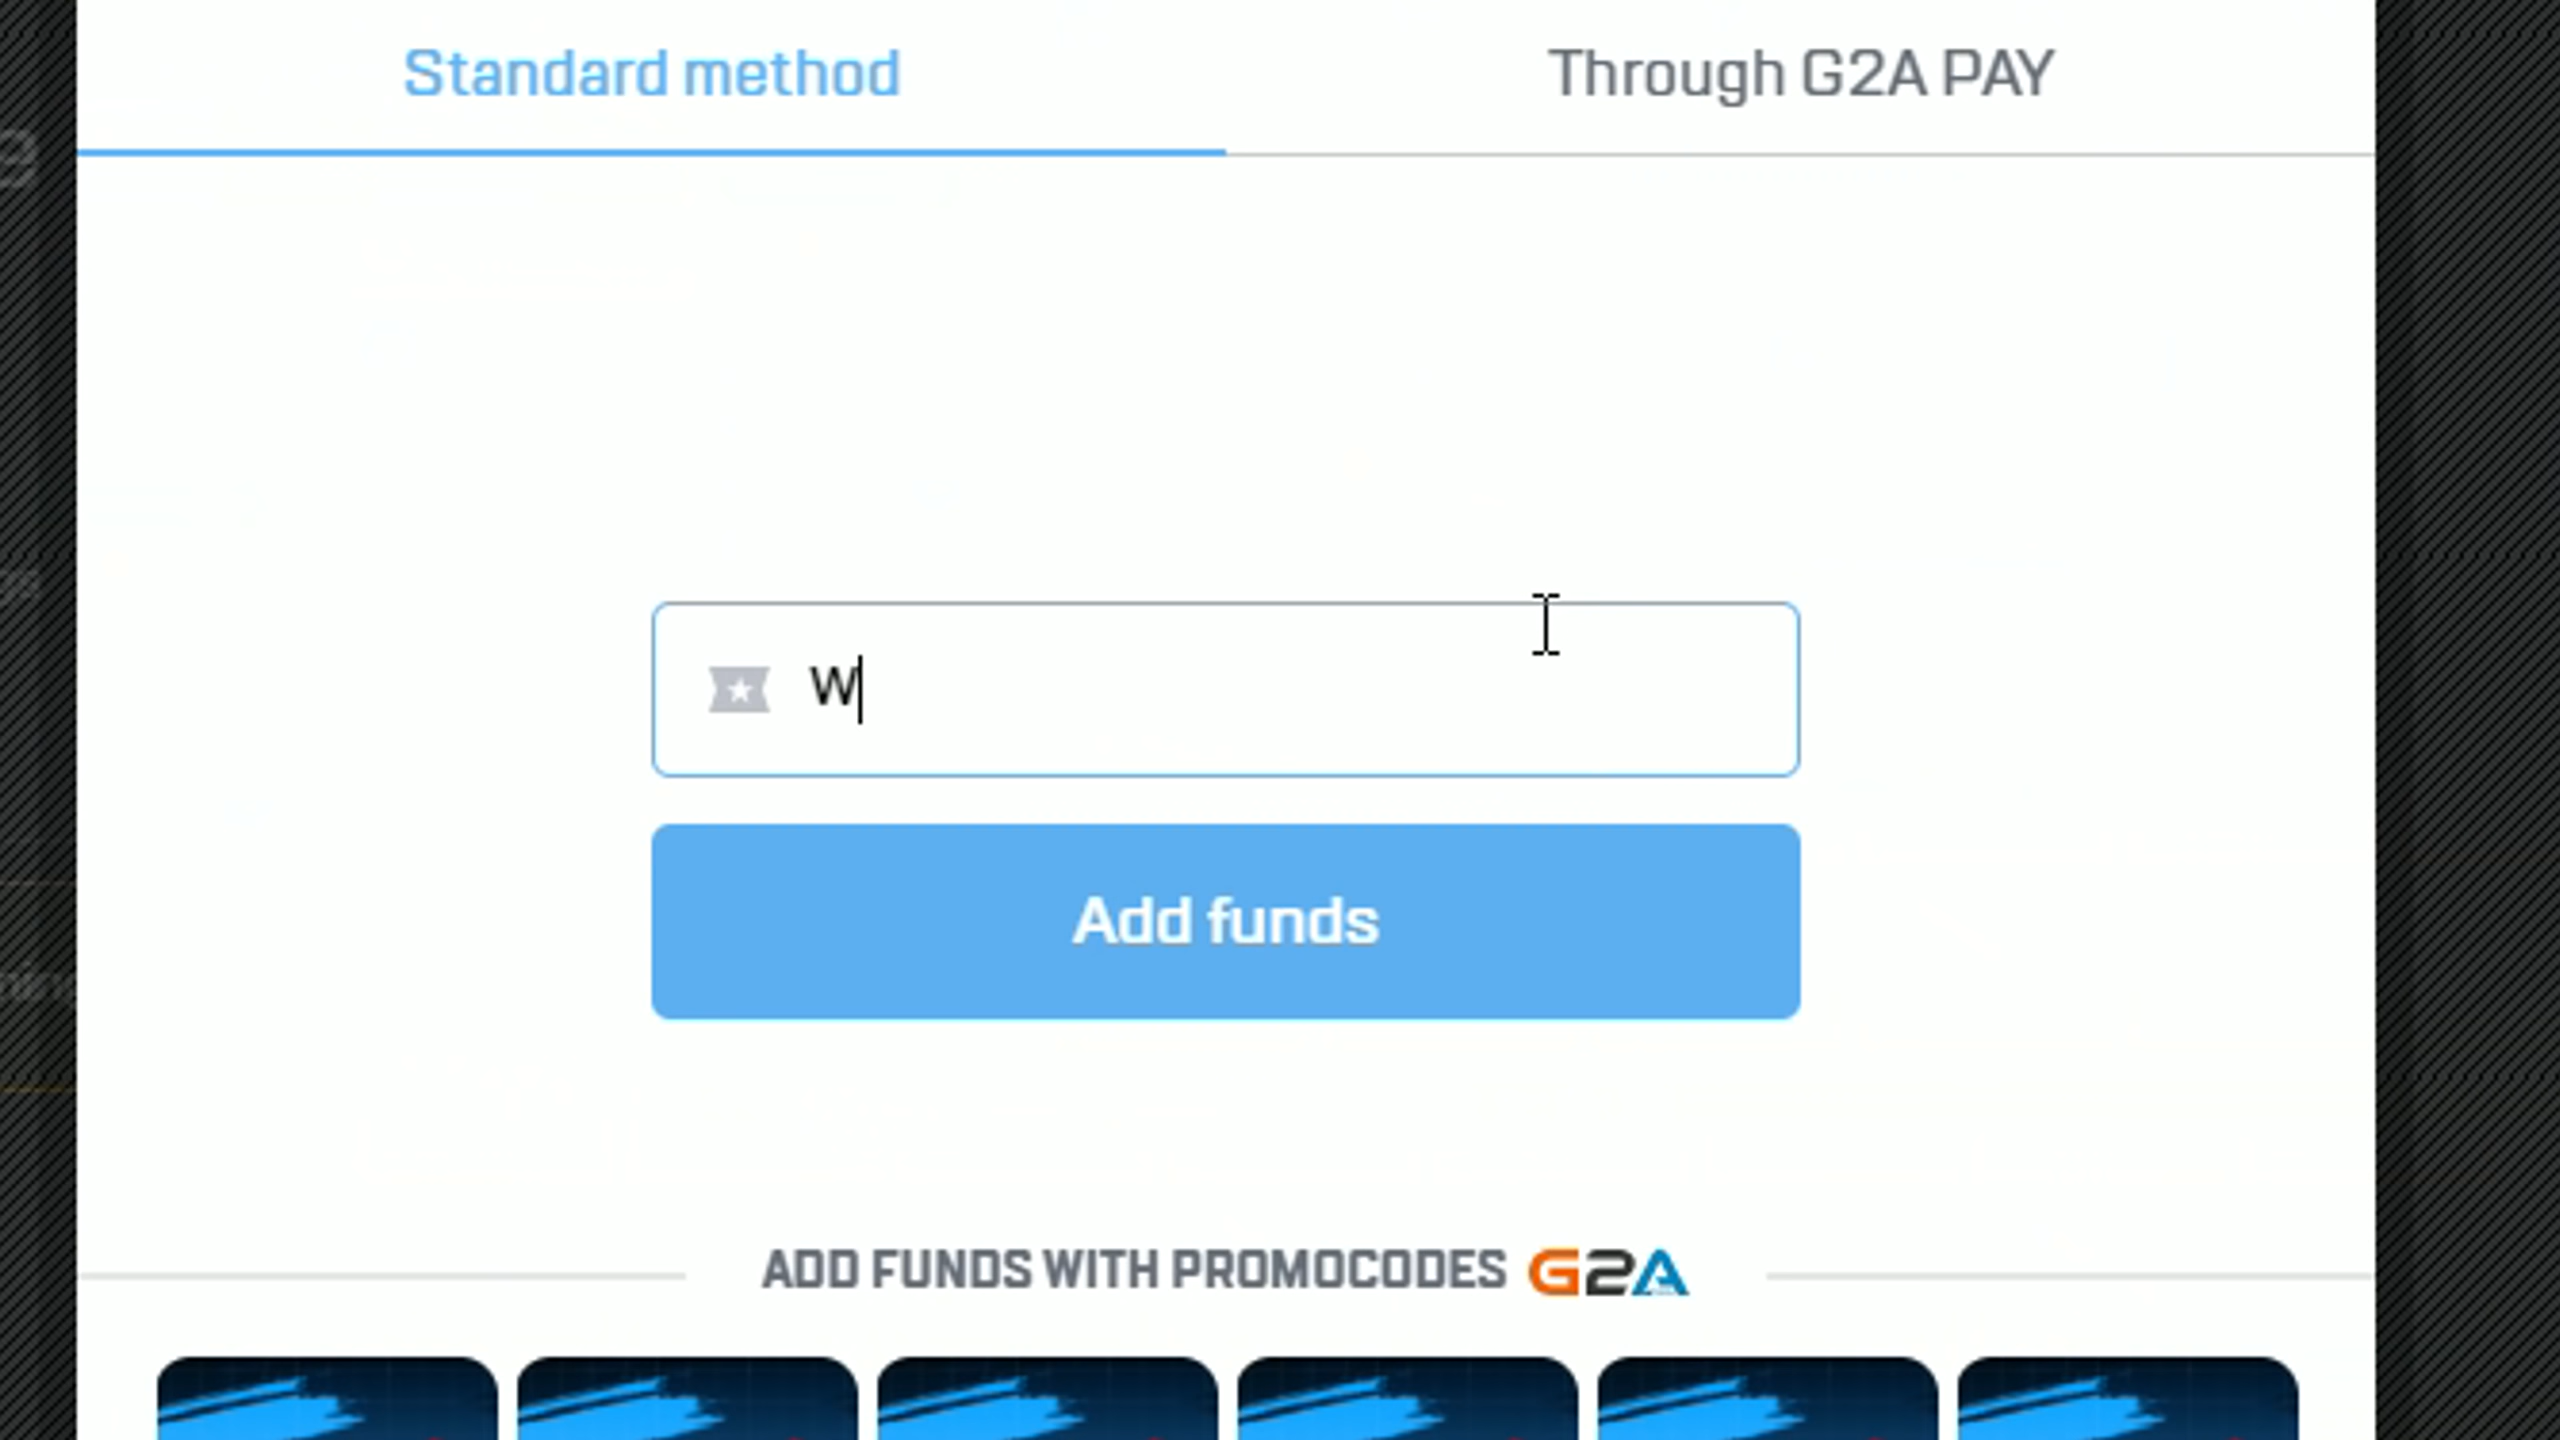 Standard method
Through G2A PAY
W
Add funds
ADD FUNDS WITH PROMOCODES G2A